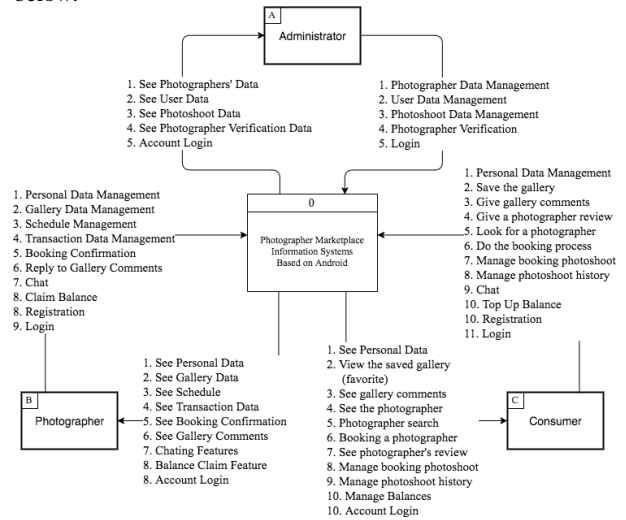 A
Administrator
1. See Photographers' Data
2. See User Data
3. See Photoshoot Data
4. See Photographer Verification Data
5. Account Login
1. Photographer Data Management
2. User Data Management
3. Photoshoot Data Management
4. Photographer Verification
5. Login
1. Personal Data Management
2. Gallery Data Management
3. Schedule Management
4. Transaction Data Management
5. Booking Confirmation
6. Reply to Gallery Comments
7. Chat
8. Claim Balance
8. Registration
9. Login
0
Photographer Marketplace
Information Systems
Based on Android
1. Personal Data Management
2. Save the gallery
3. Give gallery comments
4. Give a photographer review
5. Look for a photographer
6. Do the booking process
7. Manage booking photoshoot
8. Manage photoshoot history
9. Chat
10. Top Up Balance
10. Registration
11. Login
B
Photographer
1. See Personal Data
2. See Gallery Data
3. See Schedule
4. See Transaction Data
5. See Booking Confirmation
6. See Gallery Comments
7. Chating Features
8. Balance Claim Feature
8. Account Login
1. See Personal Data
2. View the saved gallery
(favorite)
3. See gallery comments
4. See the photographer
5. Photographer search
6. Booking a photographer
7. See photographer's review
8. Manage booking photoshoot
9. Manage photoshoot history
10. Manage Balances
10. Account Login
C
Consumer